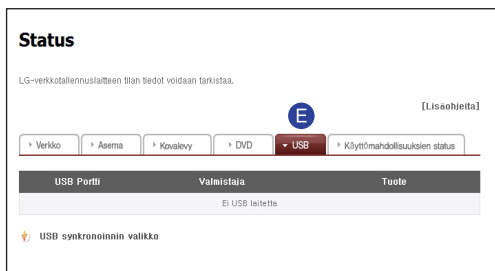 Status
LG-verkkotallennuslaitteen tilan tiedot voidaan tarkistaa.
E
[Lisäohjeita]
Verkko Asema Kovalevy DVD USB Käyttömahdollisuuksien status
USB Portti Valmistaja Tuote
Ei USB laitetta
USB synkronoinnin valikko